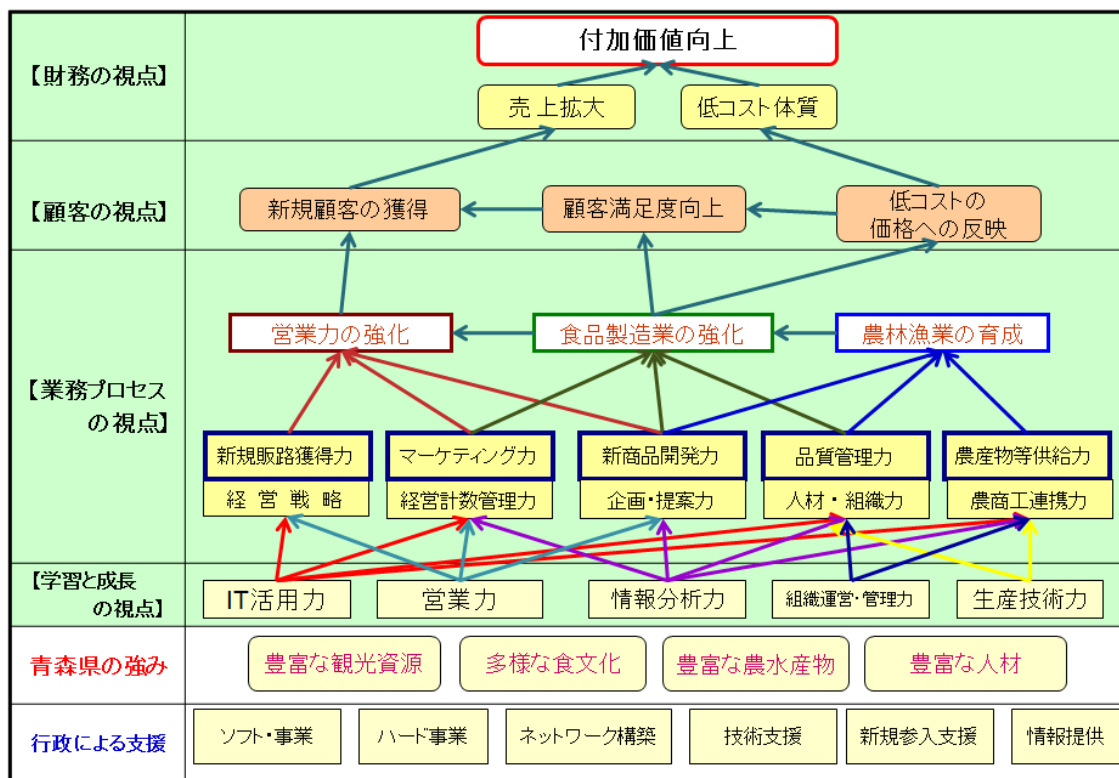 付加価値向上
【財務の視点】
売上拡大
低コスト体質
【顧客の視点】
新規顧客の獲得
顧客満足度向上
低コストの
価格への反映
営業力の強化
食品製造業の強化
農林漁業の育成
【業務プロセス
の視点】
新規販路獲得力
マーケティング力
新商品開発力
品質管理力
農産物等供給力
経営戦略
経営計数管理力
企画・提案力
人材・組織力
農商工連携力
【学習と成長
の視点】
IT活用力
営業力
情報分析力
組織運営・管理力
生産技術力
青森県の強み
豊富な観光資源
多様な食文化
豊富な農水産物
豊富な人材
行政による支援
ソフト・事業
ハード事業
ネットワーク構築
技術支援
新規参入支援
情報提供